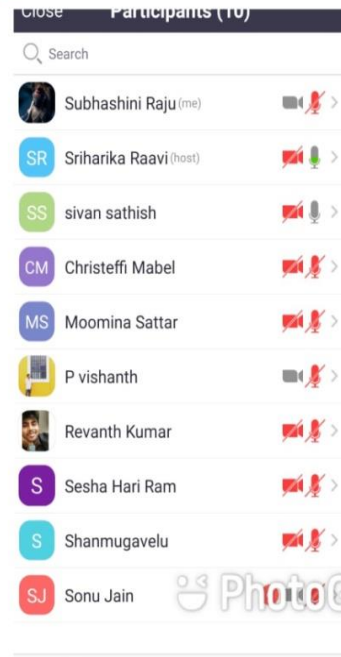 Close Participants (10)
Search
Subhashini Raju (me)
SR Sriharika Raavi (host)
SS sivan sathish
CM Christeffi Mabel
MS Moomina Sattar
P vishanth
Revanth Kumar
S Sesha Hari Ram
S Shanmugavelu
SJ Sonu Jain